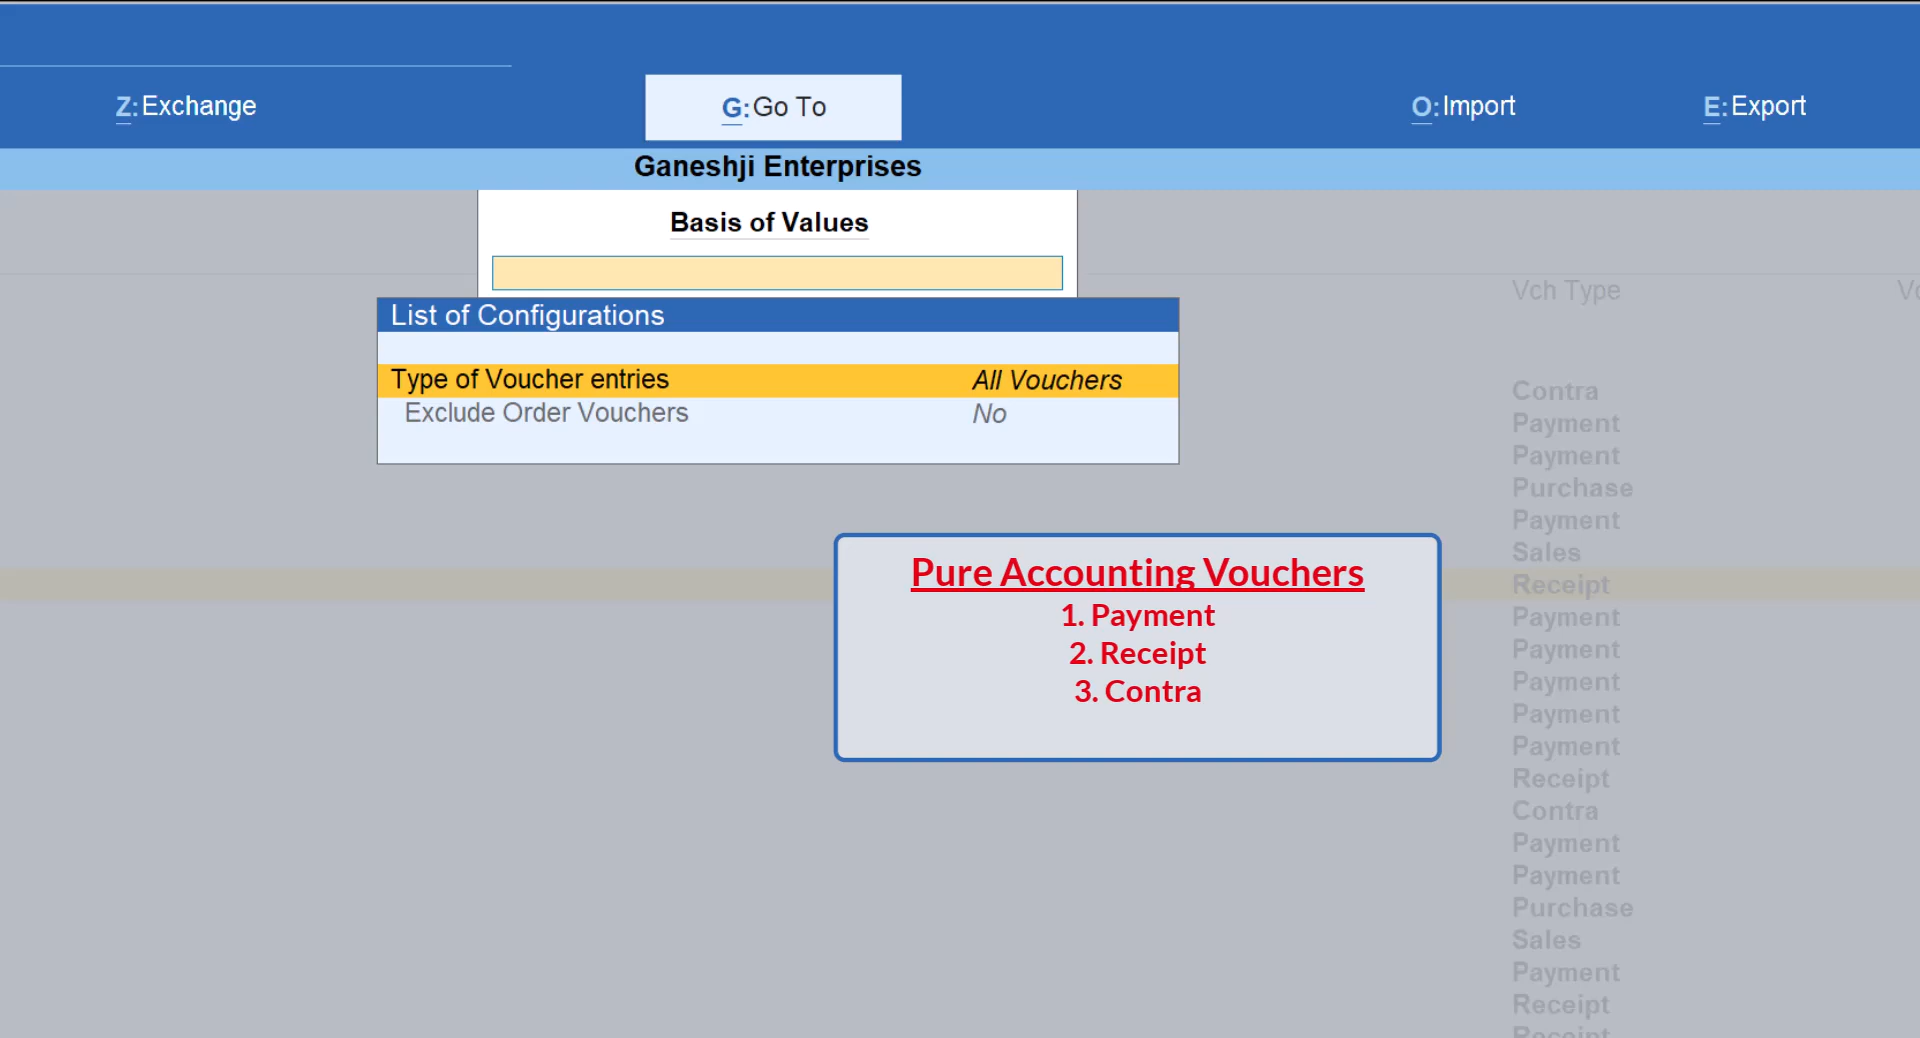 Z:Exchange
G:Go To
O:Import
E:Export
Ganeshji Enterprises
Basis of Values
List of Configurations
Type of Voucher entries All Vouchers
Exclude Order Vouchers No
Pure Accounting Vouchers
1. Payment
2. Receipt
3. Contra
Vch Type
Contra
Payment
Payment
Purchase
Payment
Sales
Receipt
Payment
Payment
Payment
Payment
Payment
Receipt
Contra
Payment
Payment
Purchase
Sales
Payment
Receipt
Receipt